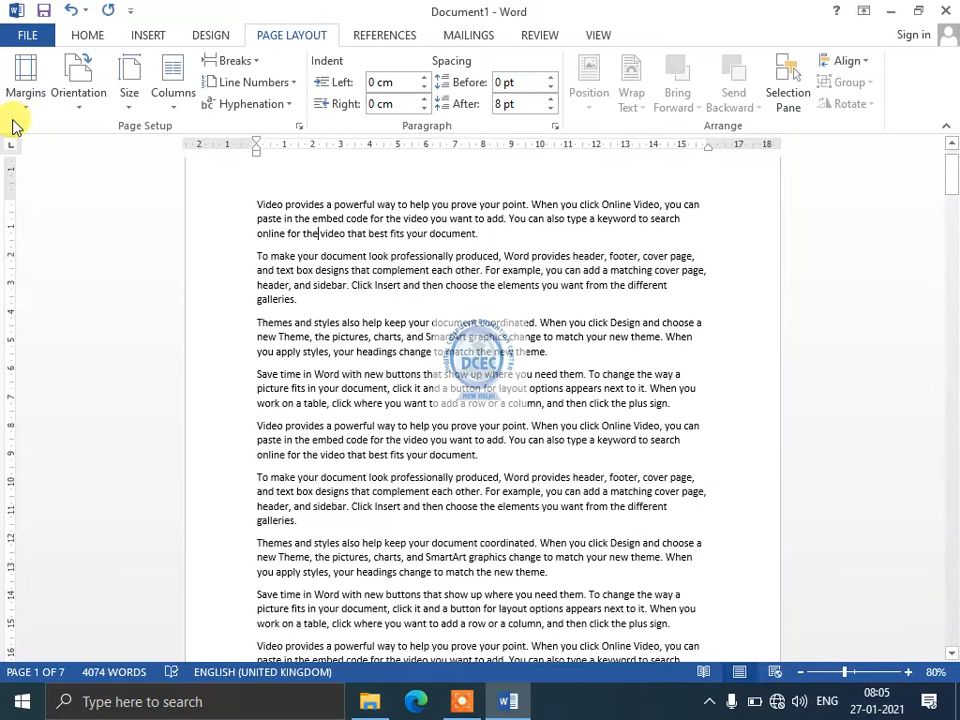 Document1 - Word
Sign in
FILE HOME INSERT DESIGN PAGE LAYOUT REFERENCES MAILINGS REVIEW VIEW
Margins Orientation Size Columns
Breaks
Line Numbers
Hyphenation
Page Setup
Indent
Left: 0 cm
Right: 0 cm
Spacing
Before: 0 pt
After: 8 pt
Paragraph
Position
Wrap Text
Bring Forward
Send Backward
Selection Pane
Align
Group
Rotate
Arrange
2 1 1 2 3 4 5 6 7 8 9 10 11 12 13 14 15 17 18
Video provides a powerful way to help you prove your point. When you click Online Video, you can
paste in the embed code for the video you want to add. You can also type a keyword to search
online for the video that best fits your document.
To make your document look professionally produced, Word provides header, footer, cover page,
and text box designs that complement each other. For example, you can add a matching cover page,
header, and sidebar. Click Insert and then choose the elements you want from the different
galleries.
Themes and styles also help keep your document coordinated. When you click Design and choose a
new Theme, the pictures, charts, and SmartArt graphics change to match your new theme. When
you apply styles, your headings change to match the new theme.
Save time in Word with new buttons that show up where you need them. To change the way a
picture fits in your document, click it and a button for layout options appears next to it. When you
work on a table, click where you want to add a row or a column, and then click the plus sign.
DCEC
NEW DELHI
Video provides a powerful way to help you prove your point. When you click Online Video, you can
paste in the embed code for the video you want to add. You can also type a keyword to search
online for the video that best fits your document.
To make your document look professionally produced, Word provides header, footer, cover page,
and text box designs that complement each other. For example, you can add a matching cover page,
header, and sidebar. Click Insert and then choose the elements you want from the different
galleries.
Themes and styles also help keep your document coordinated. When you click Design and choose a
new Theme, the pictures, charts, and SmartArt graphics change to match your new theme. When
you apply styles, your headings change to match the new theme.
Save time in Word with new buttons that show up where you need them. To change the way a
picture fits in your document, click it and a button for layout options appears next to it. When you
work on a table, click where you want to add a row or a column, and then click the plus sign.
Video provides a powerful way to help you prove your point. When you click Online Video, you can
paste in the embed code for the video you want to add. You can also type a keyword to search
PAGE 1 OF 7 4074 WORDS ENGLISH (UNITED KINGDOM) 80%
Type here to search
ENG
08:05
27-01-2021